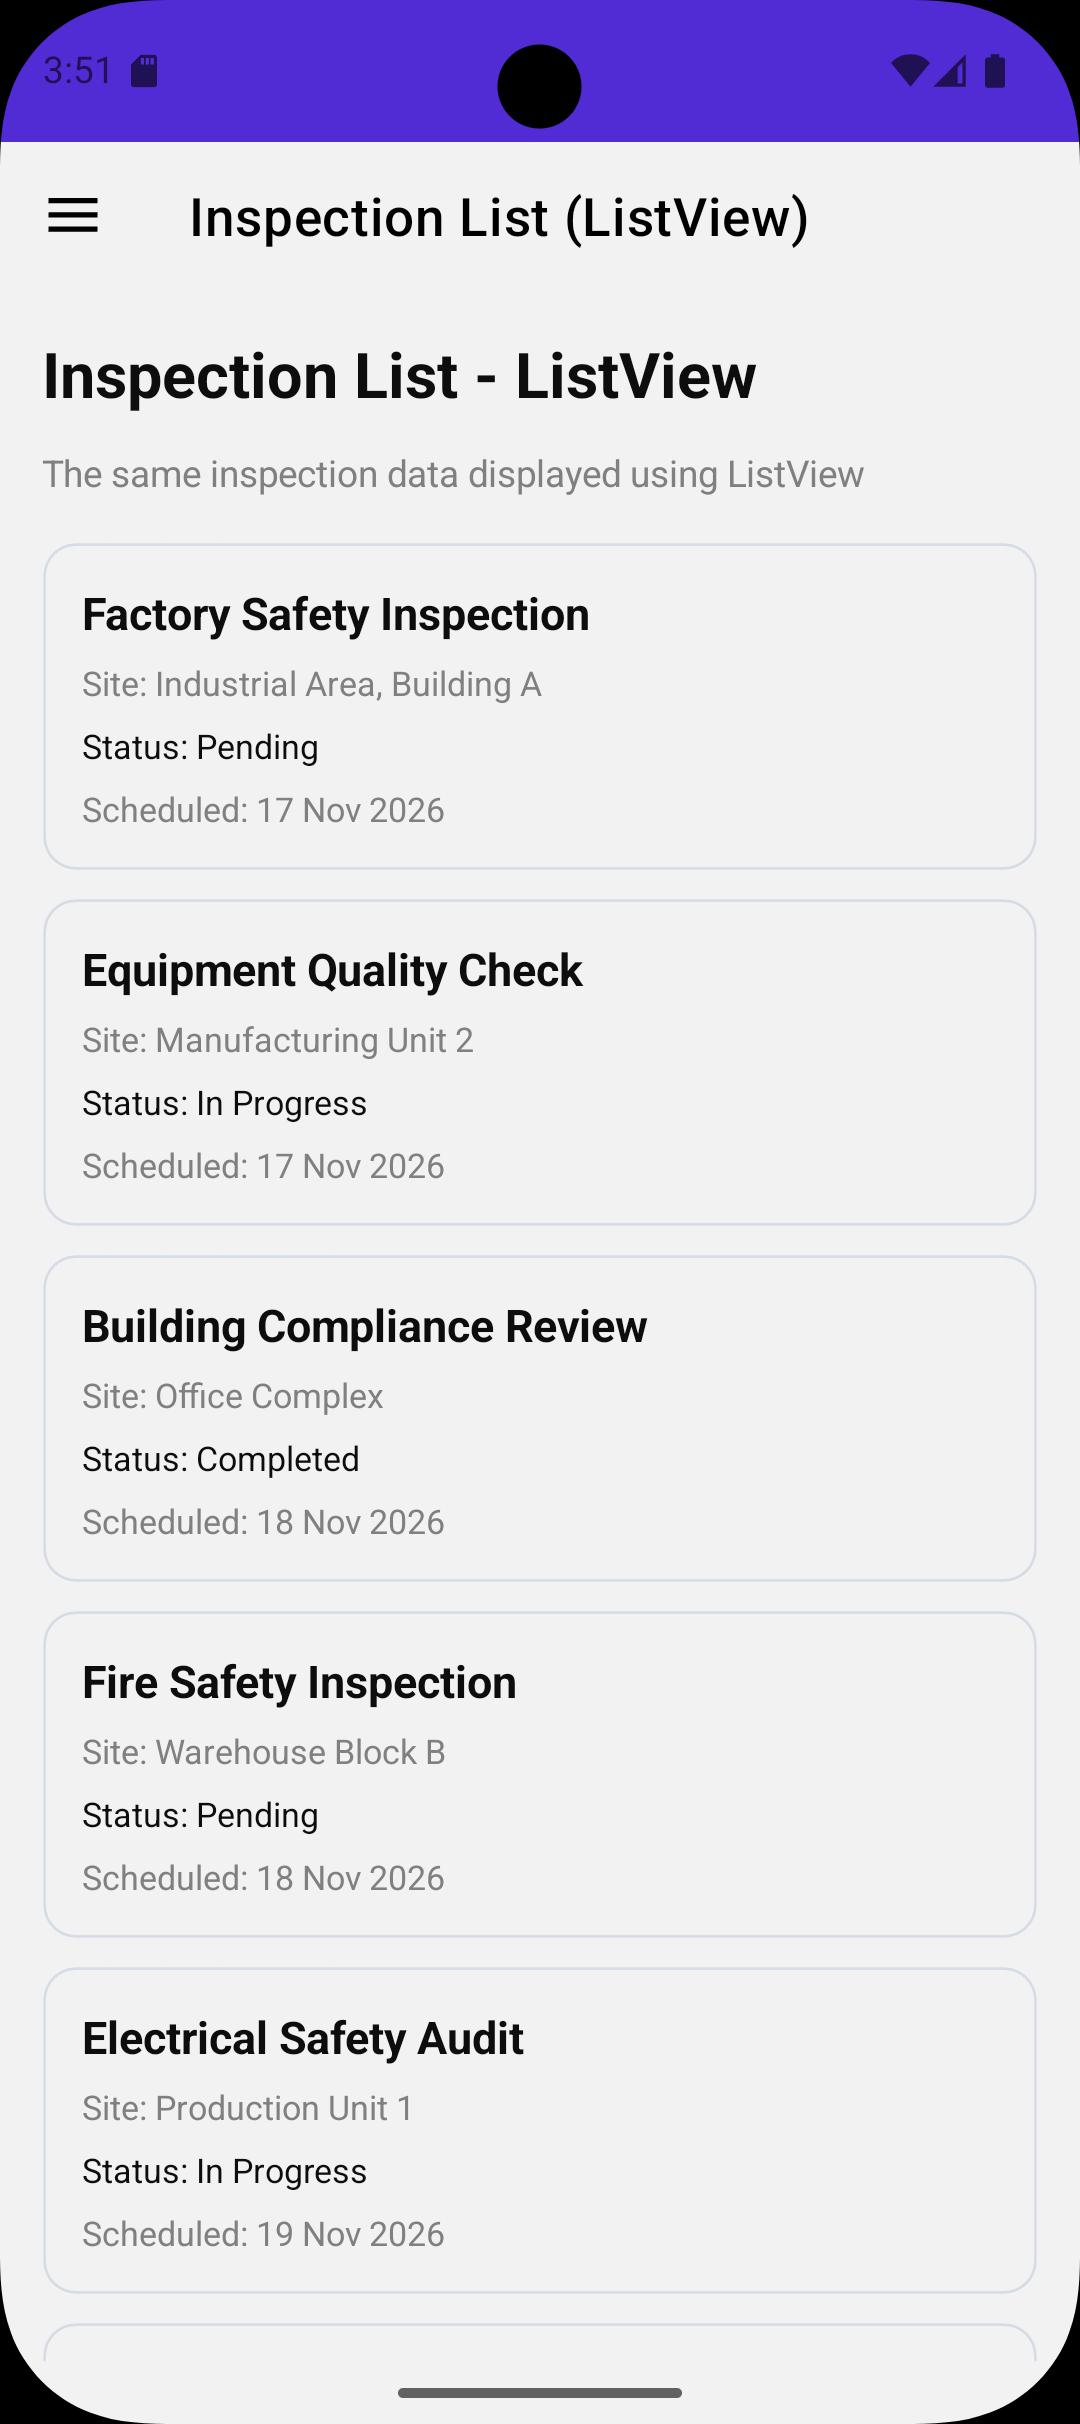 3:51
Inspection List (ListView)
Inspection List - ListView
The same inspection data displayed using ListView
Factory Safety Inspection
Site: Industrial Area, Building A
Status: Pending
Scheduled: 17 Nov 2026
Equipment Quality Check
Site: Manufacturing Unit 2
Status: In Progress
Scheduled: 17 Nov 2026
Building Compliance Review
Site: Office Complex
Status: Completed
Scheduled: 18 Nov 2026
Fire Safety Inspection
Site: Warehouse Block B
Status: Pending
Scheduled: 18 Nov 2026
Electrical Safety Audit
Site: Production Unit 1
Status: In Progress
Scheduled: 19 Nov 2026